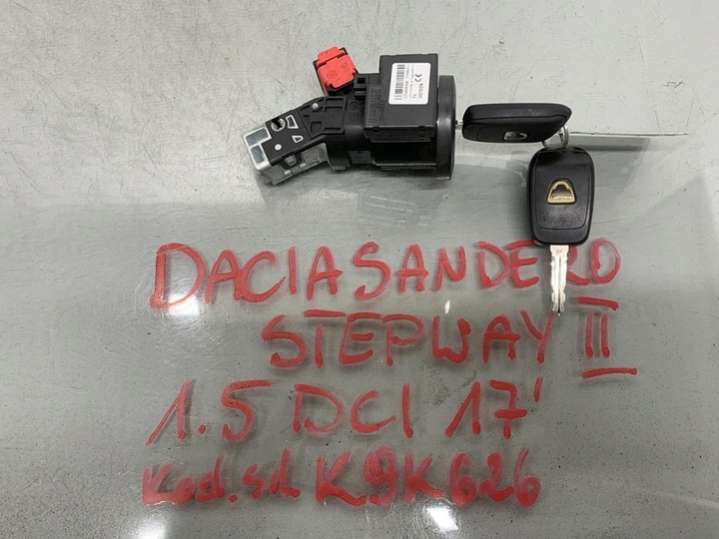 DACIA SANDERO
STEPWAY II
1.5 DCI 17'
Kod.sil. K9K626